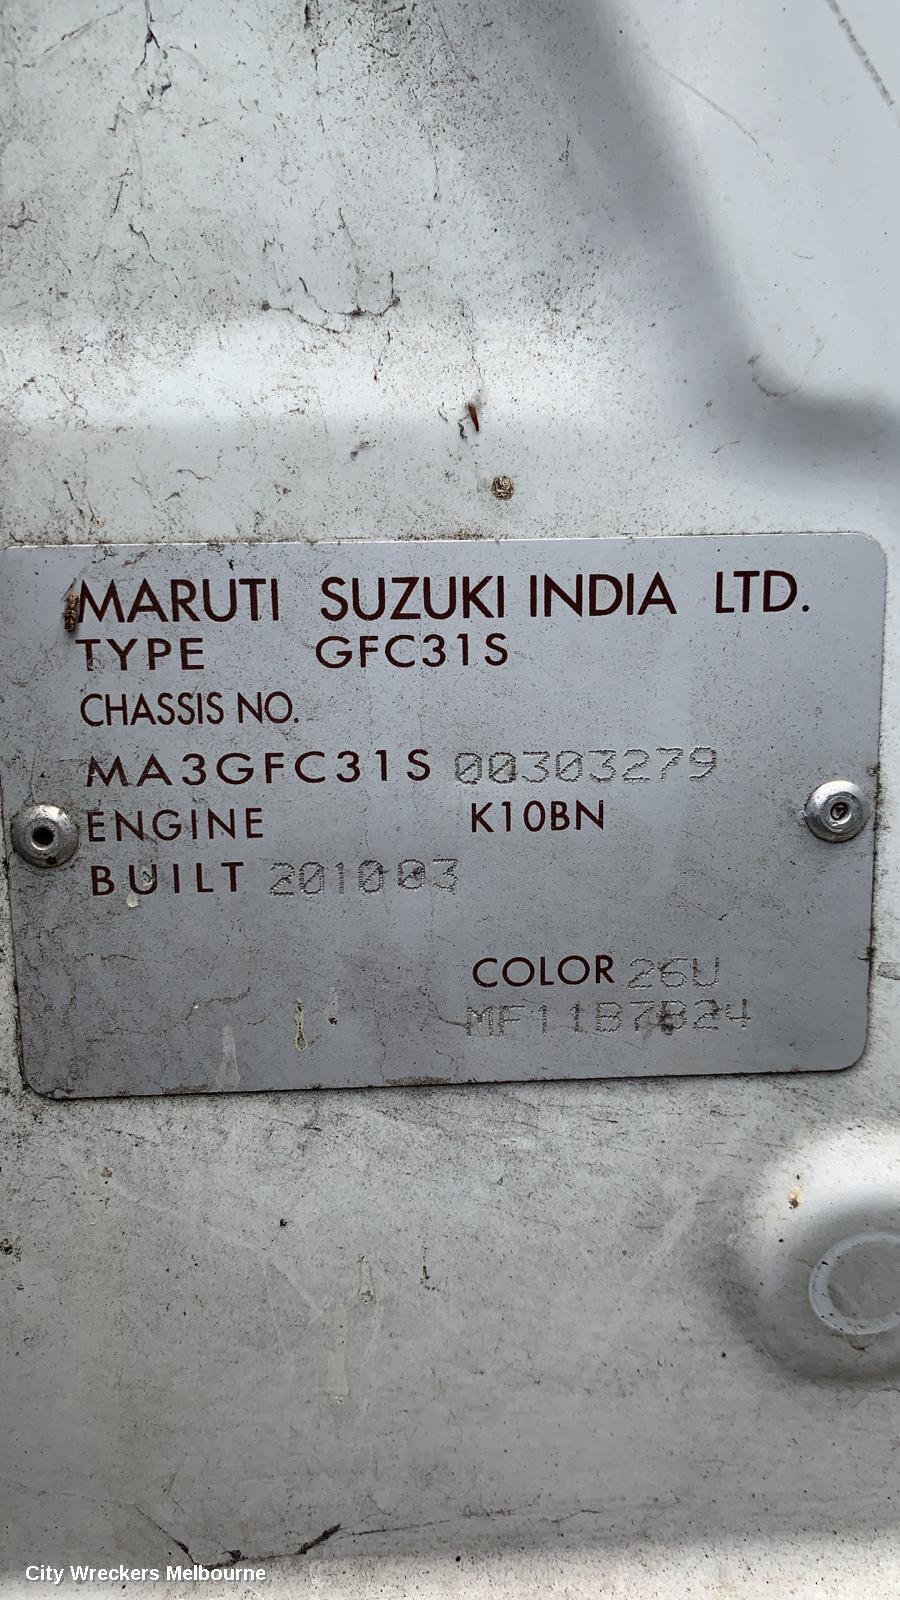 MARUTI SUZUKI INDIA LTD.
TYPE GFC31S
CHASSIS NO.
MA3GFC31S 00303279
ENGINE K10BN
BUILT 201003
COLOR 26U
MF11B7B24
City Wreckers Melbourne